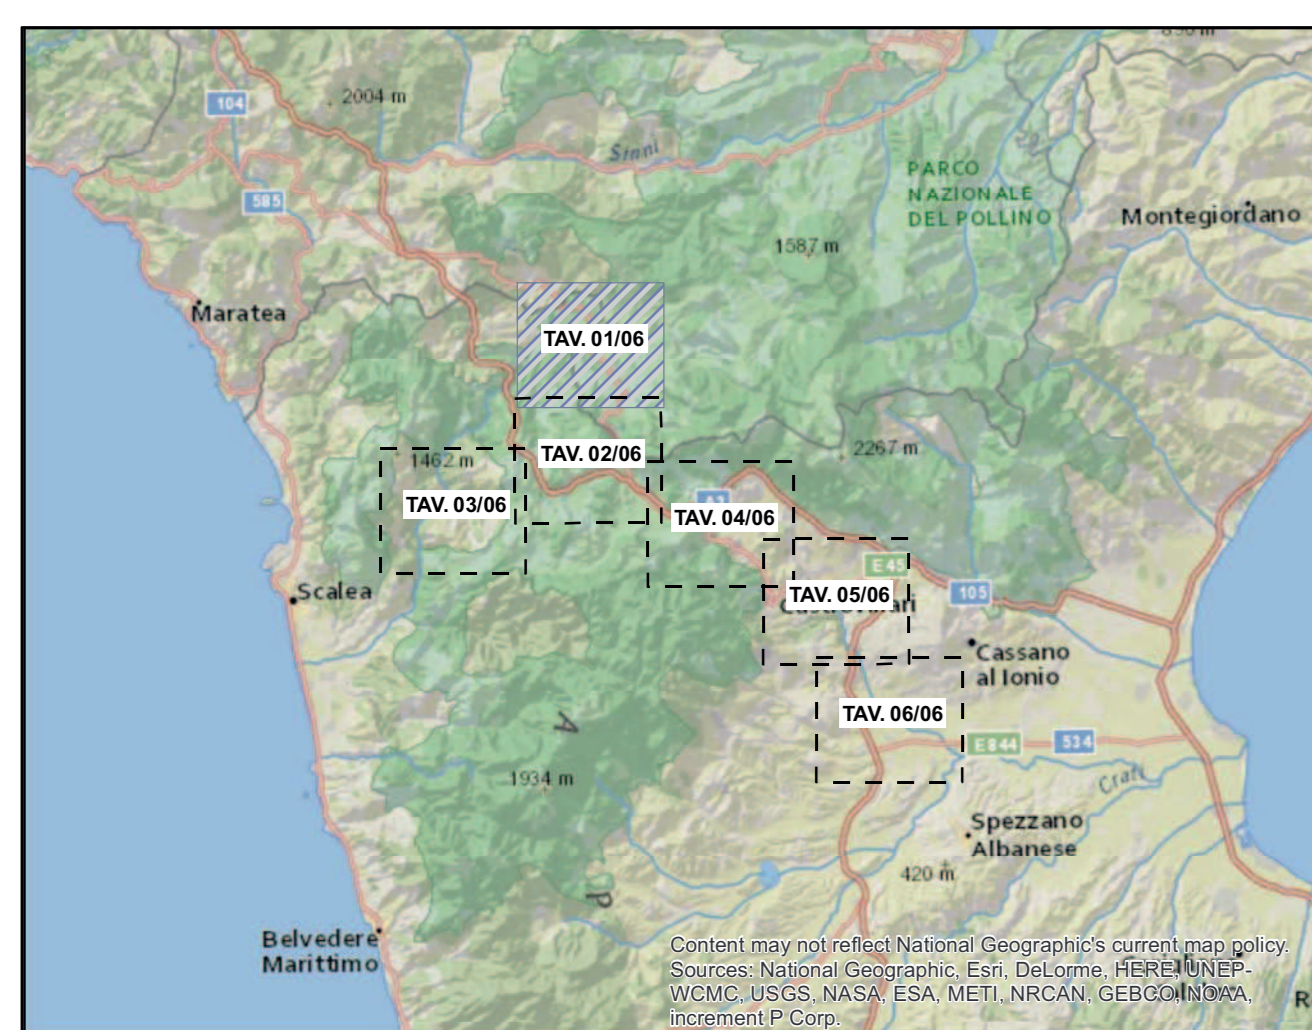 890 m
2004 m
104
Sinni
PARCO
NAZIONALE
DEL POLLINO
585
Montegiordano
1587 m
Maratea
TAV. 01/06
2267 m
TAV. 02/06
1462 m
TAV. 03/06
A3
TAV. 04/06
E45
Scalea
TAV. 05/06
105
Cassano
al Ionio
TAV. 06/06
A
E844
534
1934 m
Crati
Spezzano
Albanese
420 m
P
Belvedere
Marittimo
Content may not reflect National Geographic's current map policy.
Sources: National Geographic, Esri, DeLorme, HERE, UNEP-
WCMC, USGS, NASA, ESA, METI, NRCAN, GEBCO, NOAA,
increment P Corp.
R